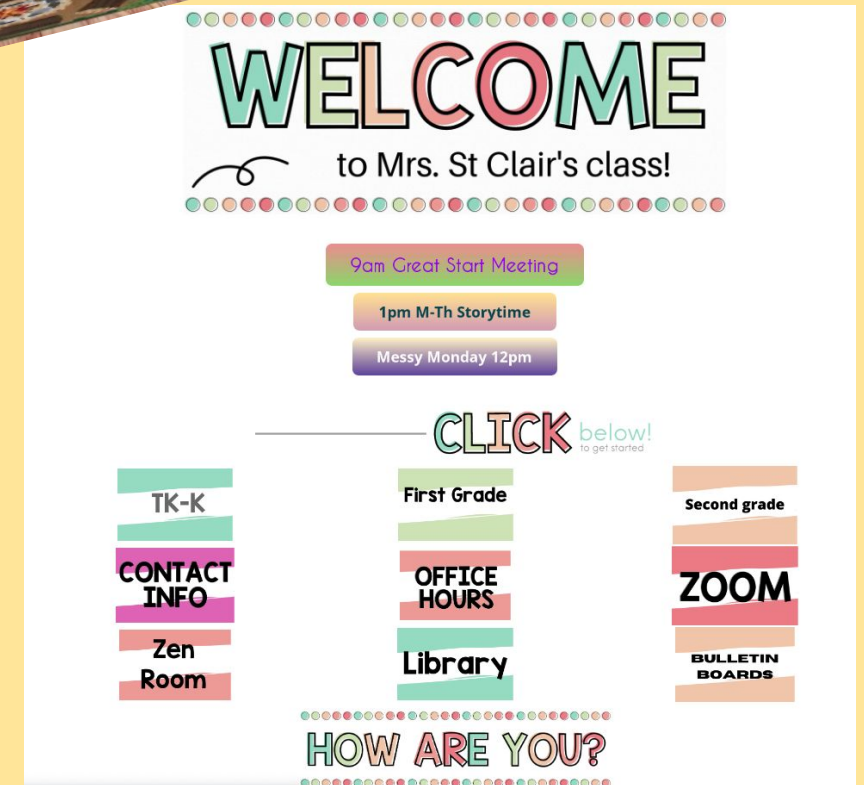 WELCOME
to Mrs. St Clair's class!
9am Great Start Meeting
1pm M-Th Storytime
Messy Monday 12pm
CLICK below!
to get started
TK-K
First Grade
Second grade
CONTACT
INFO
OFFICE
HOURS
ZOOM
Zen
Room
Library
BULLETIN
BOARDS
HOW ARE YOU?